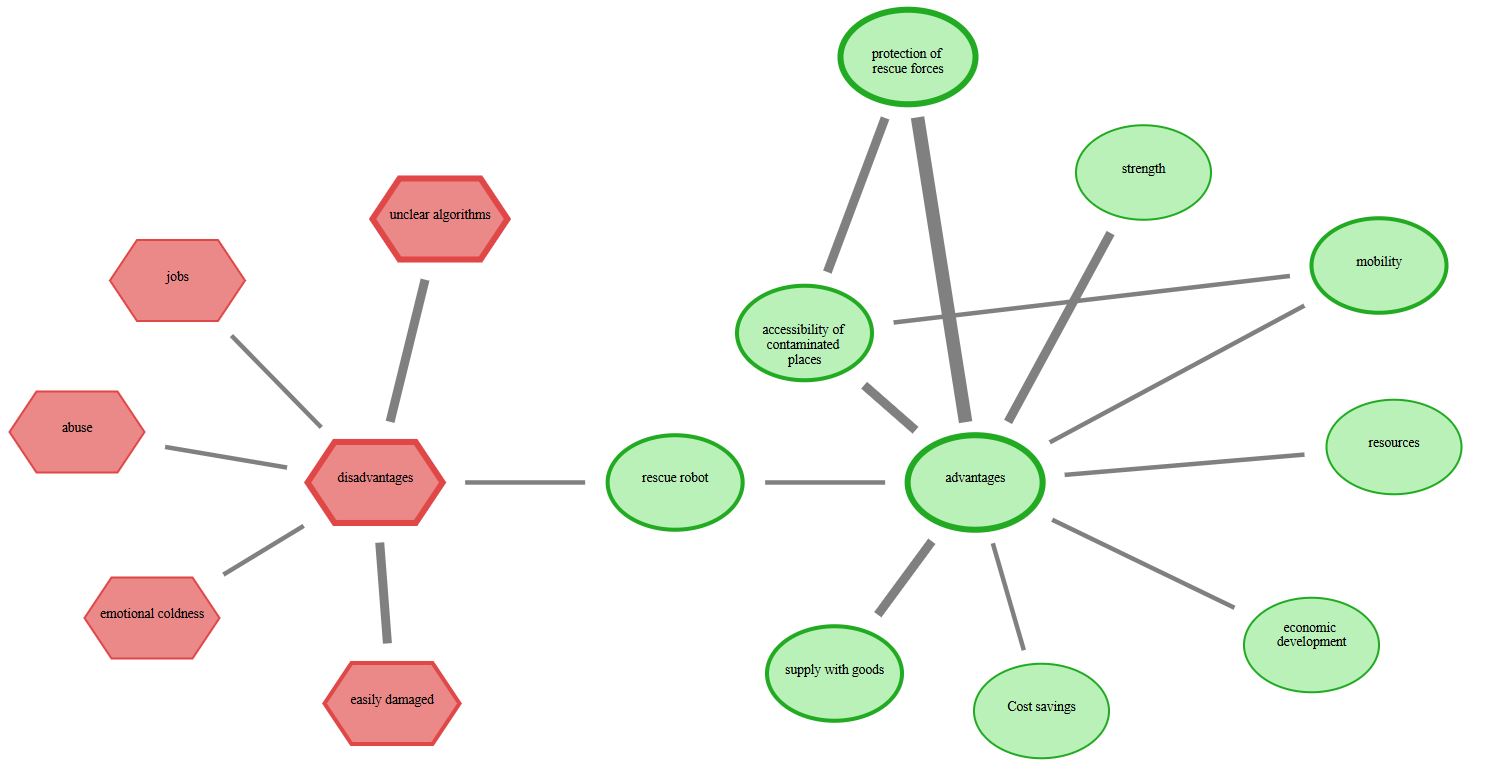 protection of
rescue forces
strength
unclear algorithms
mobility
jobs
accessibility of
contaminated
places
abuse
resources
disadvantages
rescue robot
advantages
emotional coldness
economic
development
supply with goods
easily damaged
Cost savings